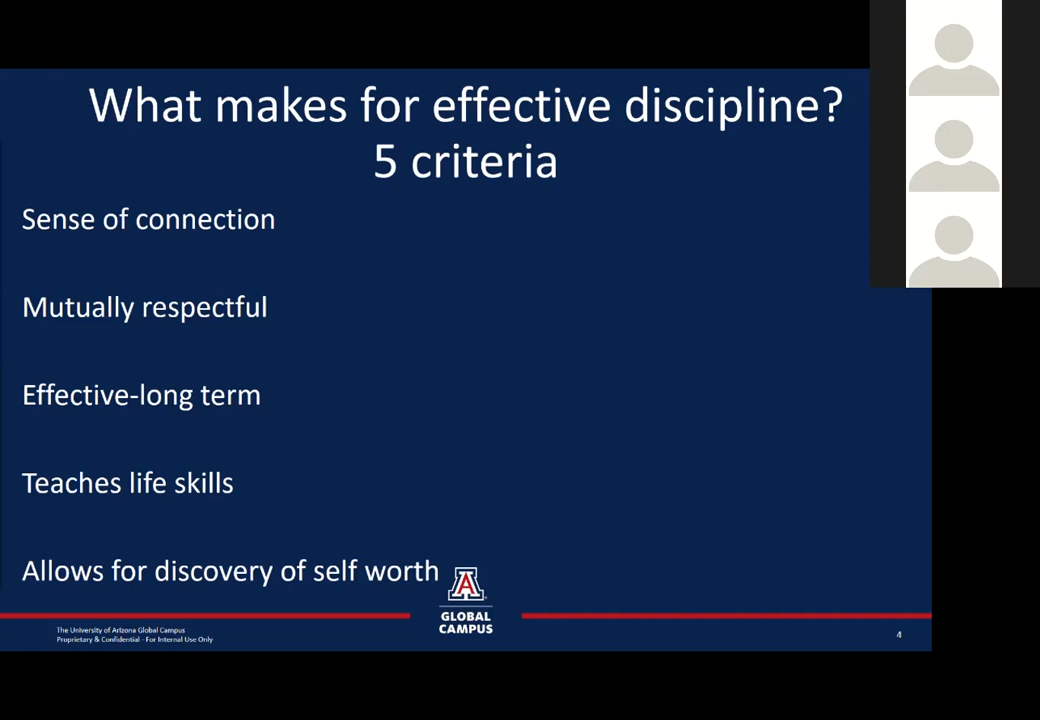 What makes for effective discipline?
5 criteria
Sense of connection
Mutually respectful
Effective-long term
Teaches life skills
Allows for discovery of self worth
A
GLOBAL
CAMPUS
The University of Arizona Global Campus
Proprietary & Confidential - For Internal Use Only
4